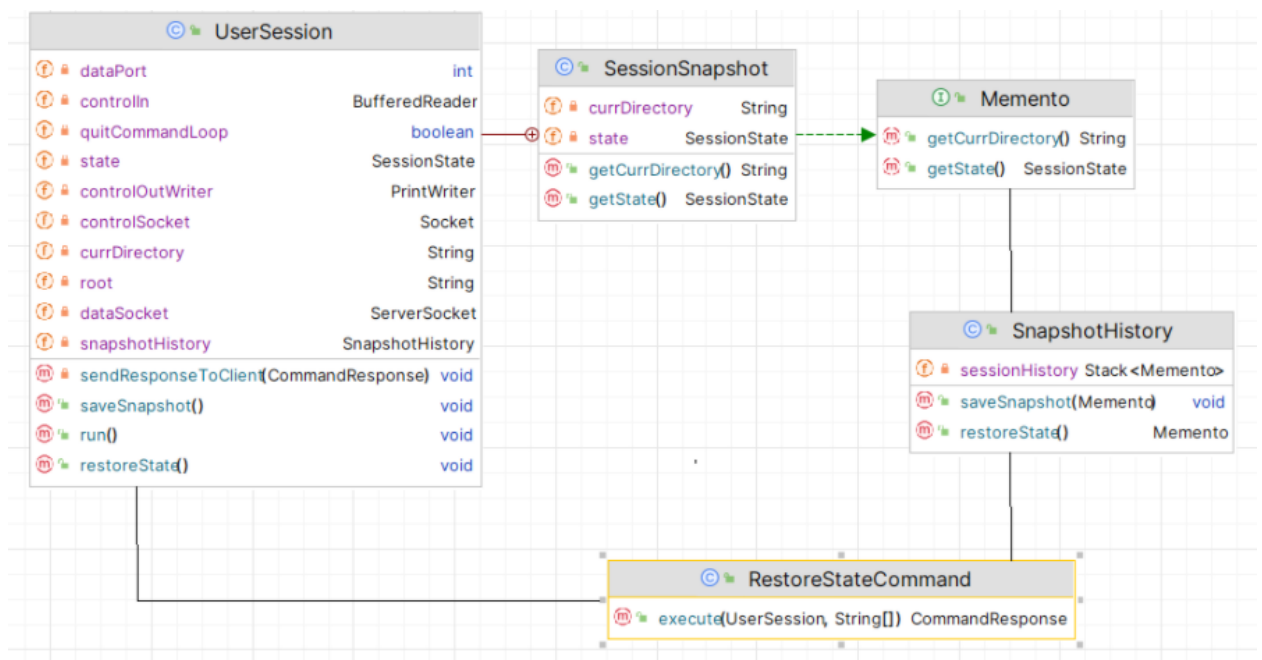 UserSession
dataPort int
controlIn BufferedReader
quitCommandLoop boolean
state SessionState
controlOutWriter PrintWriter
controlSocket Socket
currDirectory String
root String
dataSocket ServerSocket
snapshotHistory SnapshotHistory
sendResponseToClient(CommandResponse) void
saveSnapshot() void
run() void
restoreState() void
SessionSnapshot
currDirectory String
state SessionState
getCurrDirectory() String
getState() SessionState
Memento
getCurrDirectory() String
getState() SessionState
SnapshotHistory
sessionHistory Stack<Memento>
saveSnapshot(Memento) void
restoreState() Memento
RestoreStateCommand
execute(UserSession, String[]) CommandResponse